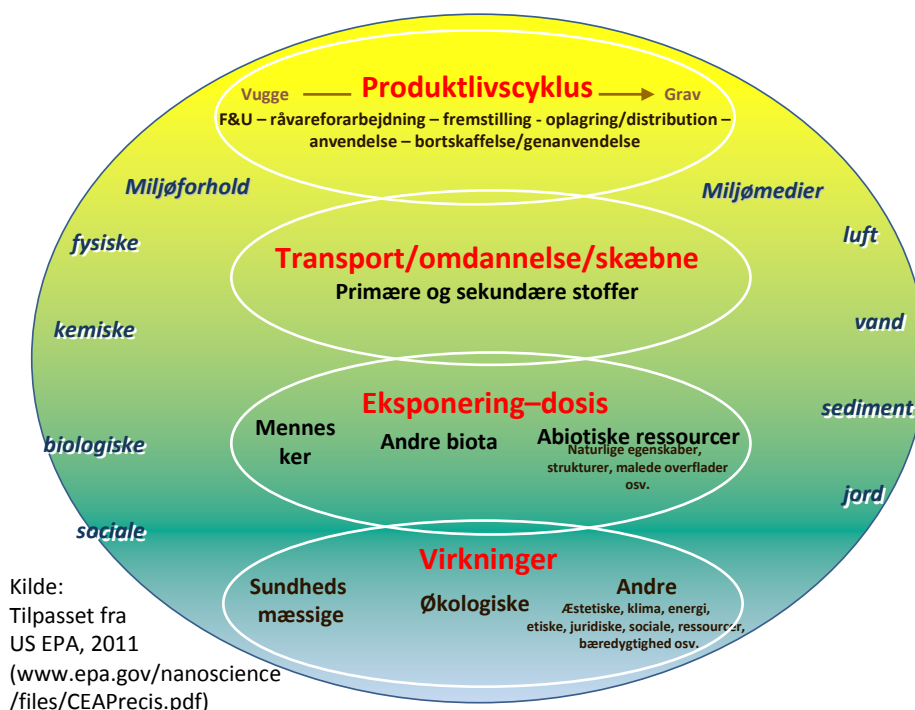 Produktlivscyklus
Vugge
Grav
F&U – råvareforarbejdning – fremstilling - oplagring/distribution –
anvendelse – bortskaffelse/genanvendelse
Miljøforhold
fysiske
kemiske
biologiske
sociale
Miljømedier
luft
vand
sediment
jord
Transport/omdannelse/skæbne
Primære og sekundære stoffer
Eksponering–dosis
Mennes
ker
Andre biota
Abiotiske ressourcer
Naturlige egenskaber,
strukturer, malede overflader
osv.
Virkninger
Sundheds
mæssige
Økologiske
Andre
Æstetiske, klima, energi,
etiske, juridiske, sociale, ressourcer,
bæredygtighed osv.
Kilde:
Tilpasset fra
US EPA, 2011
(www.epa.gov/nanoscience
/files/CEAPrecis.pdf)